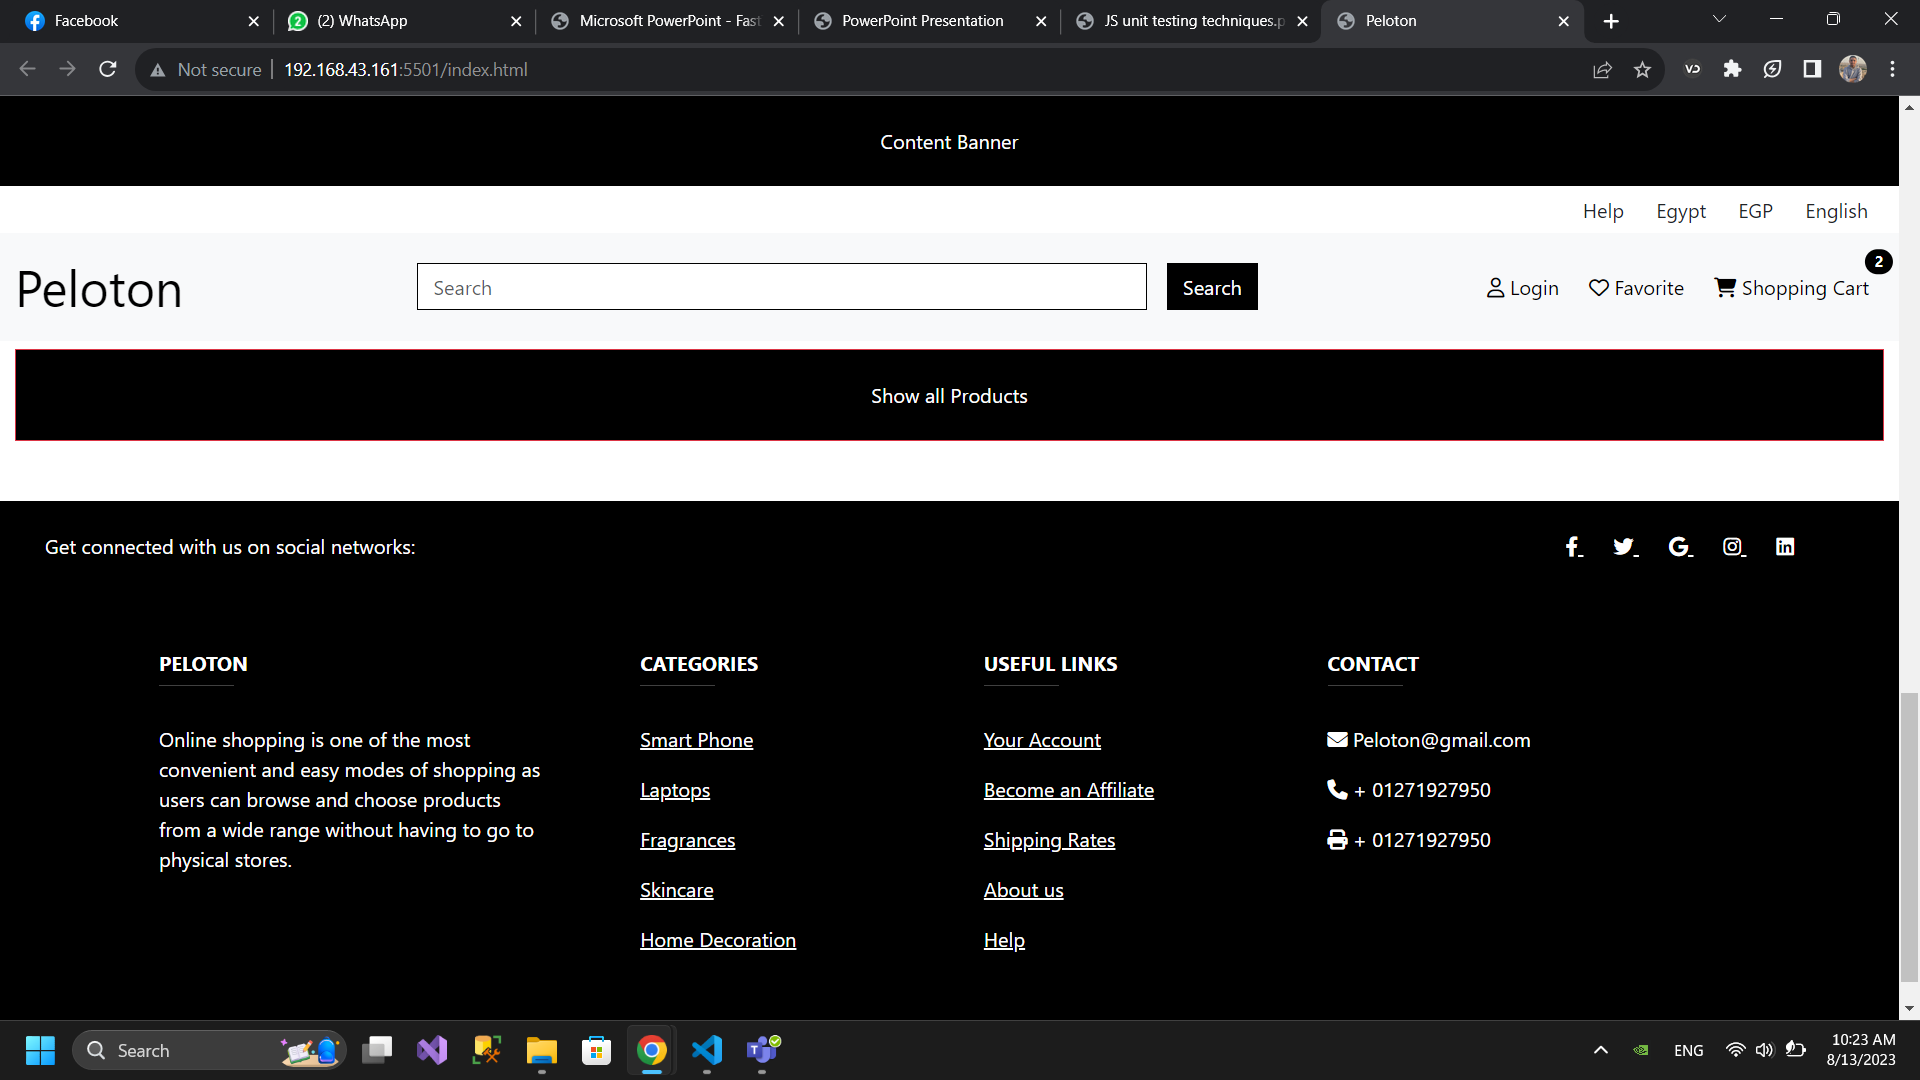 Facebook
(2) WhatsApp
Microsoft PowerPoint - Fast
PowerPoint Presentation
JS unit testing techniques.p
Peloton
Not secure
192.168.43.161:5501/index.html
Content Banner
Help Egypt EGP English
2
Peloton
Search
Search
Login Favorite Shopping Cart
Show all Products
Get connected with us on social networks:
PELOTON
Online shopping is one of the most
convenient and easy modes of shopping as
users can browse and choose products
from a wide range without having to go to
physical stores.
CATEGORIES
Smart Phone
Laptops
Fragrances
Skincare
Home Decoration
USEFUL LINKS
Your Account
Become an Affiliate
Shipping Rates
About us
Help
CONTACT
Peloton@gmail.com
+ 01271927950
+ 01271927950
Search
ENG
10:23 AM
8/13/2023